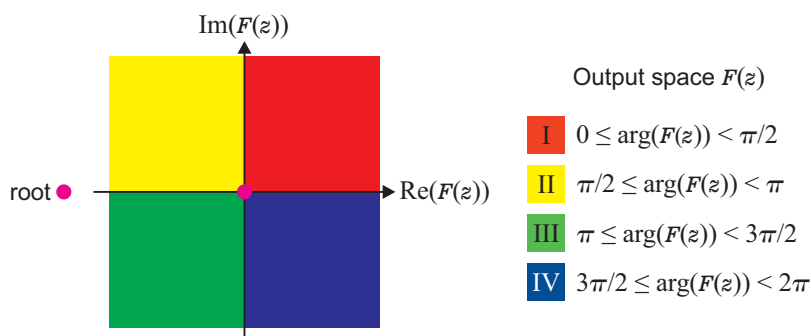 Im(F(z))
Output space F(z)
I 0 ≤ arg(F(z)) < π/2
II π/2 ≤ arg(F(z)) < π
root
Re(F(z))
III π ≤ arg(F(z)) < 3π/2
IV 3π/2 ≤ arg(F(z)) < 2π